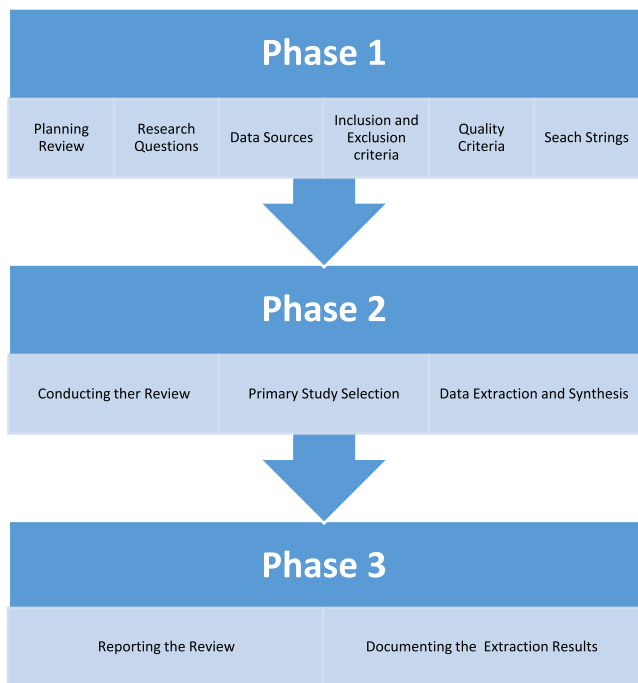 Phase 1
Planning
Review
Research
Questions
Data Sources
Inclusion and
Exclusion
criteria
Quality
Criteria
Seach Strings
Phase 2
Conducting ther Review
Primary Study Selection
Data Extraction and Synthesis
Phase 3
Reporting the Review
Documenting the  Extraction Results